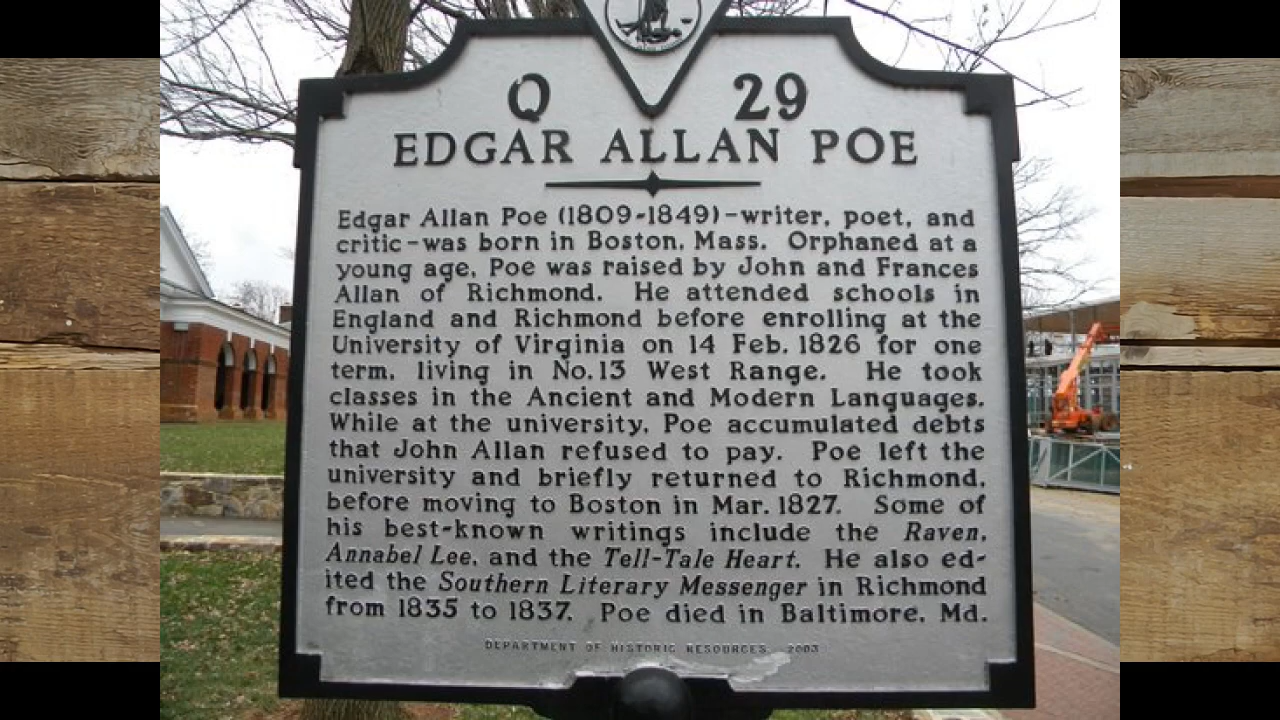 Q 29
EDGAR ALLAN POE
Edgar Allan Poe (1809-1849)-writer, poet, and
critic-was born in Boston, Mass. Orphaned at a
young age, Poe was raised by John and Frances
Allan of Richmond. He attended schools in
England and Richmond before enrolling at the
University of Virginia on 14 Feb. 1826 for one
term, living in No. 13 West Range. He took
classes in the Ancient and Modern Languages.
While at the university, Poe accumulated debts
that John Allan refused to pay. Poe left the
university and briefly returned to Richmond,
before moving to Boston in Mar. 1827. Some of
his best-known writings include the Raven,
Annabel Lee, and the Tell-Tale Heart. He also ed-
ited the Southern Literary Messenger in Richmond
from 1835 to 1837. Poe died in Baltimore, Md.
DEPARTMENT OF HISTORIC RESOURCES, 2003